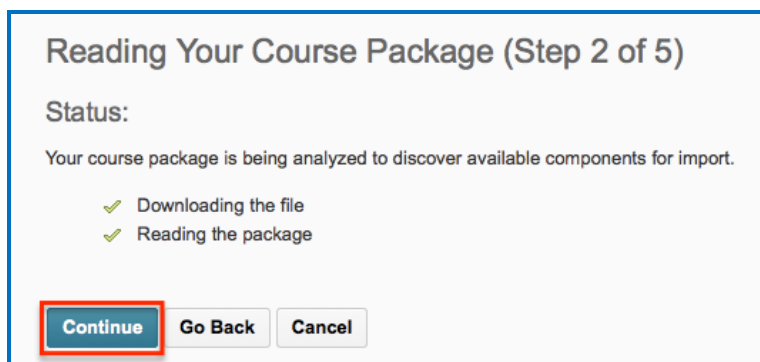 Reading Your Course Package (Step 2 of 5)
Status:
Your course package is being analyzed to discover available components for import.
Downloading the file
Reading the package
Continue Go Back Cancel